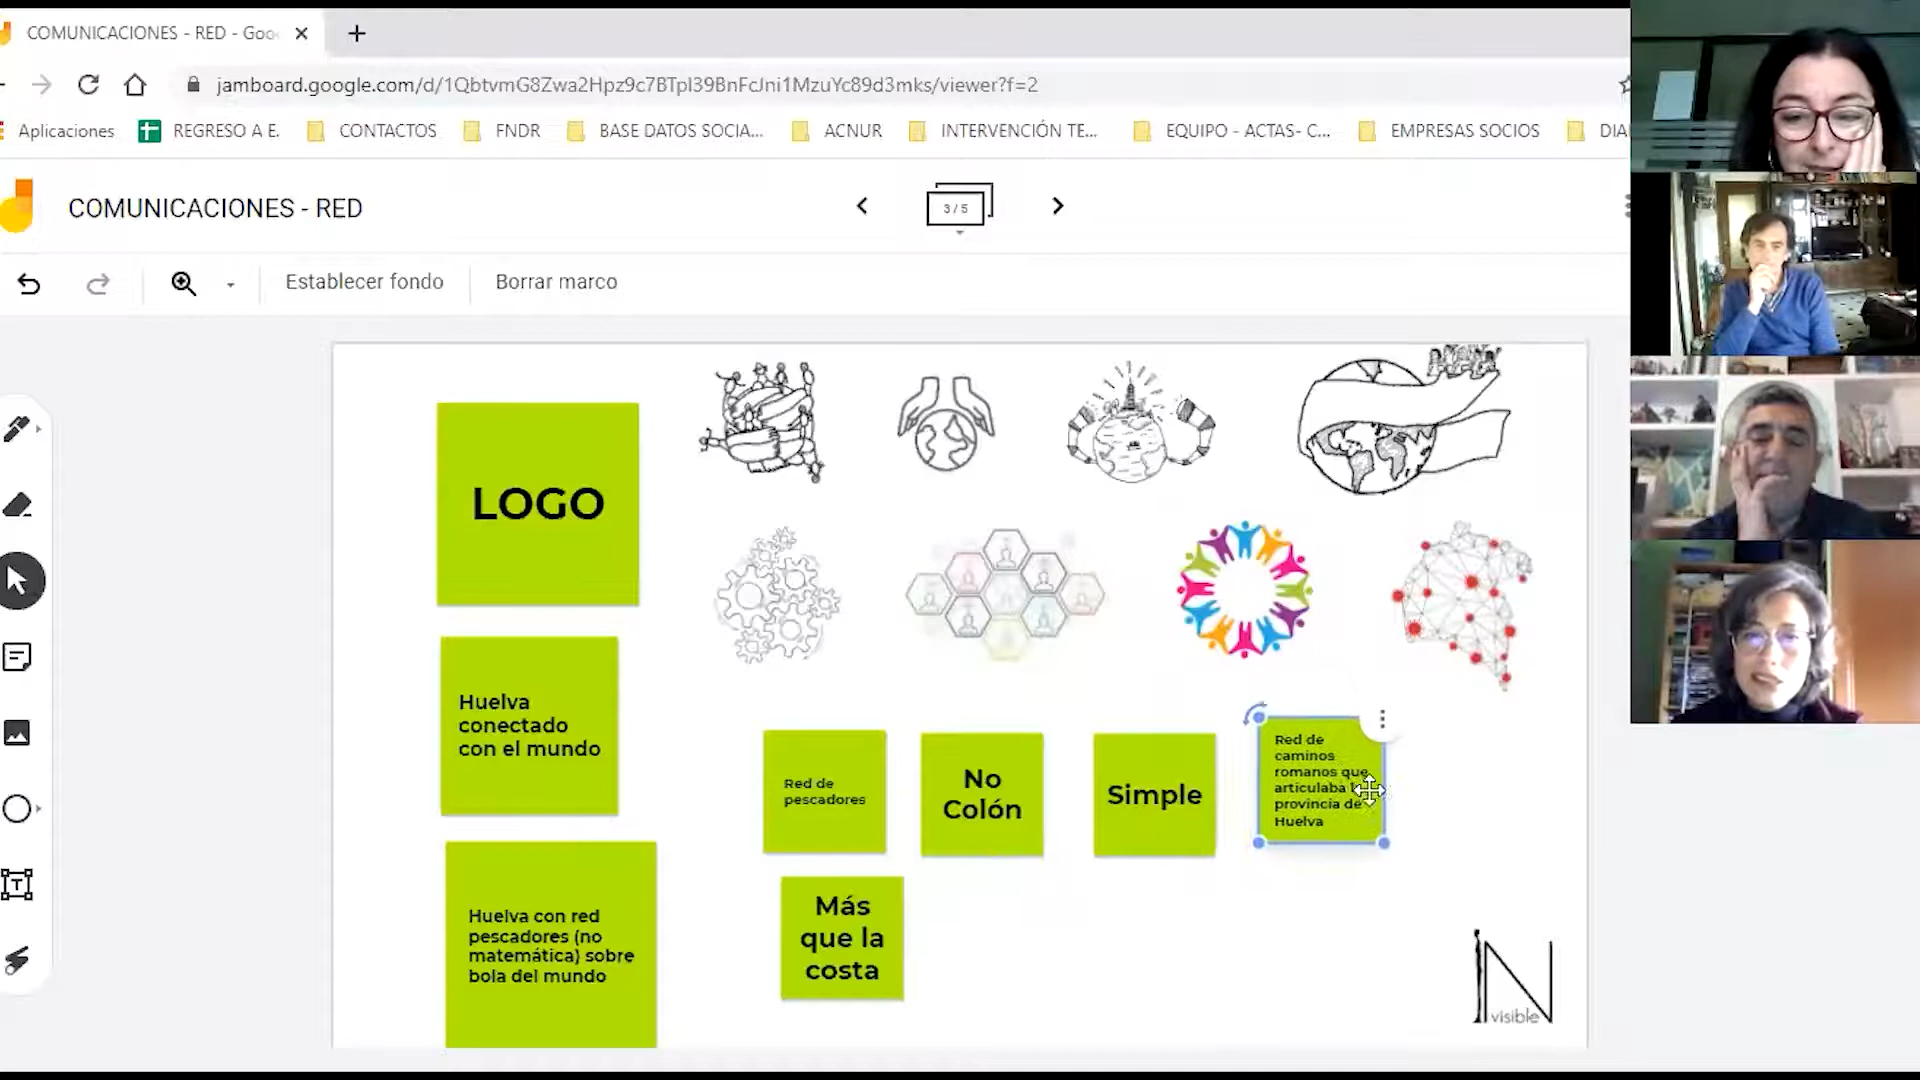 COMUNICACIONES - RED - Goo
jamboard.google.com/d/1QbtvmG8Zwa2Hpz9c7BTpl39BnFcJni1MzuYc89d3mks/viewer?f=2
Aplicaciones
REGRESO A E.
CONTACTOS
FNDR
BASE DATOS SOCIA...
ACNUR
INTERVENCIÓN TE...
EQUIPO - ACTAS- C...
EMPRESAS SOCIOS
DIA
COMUNICACIONES - RED
3 / 5
Establecer fondo
Borrar marco
LOGO
Huelva
conectado
con el mundo
Red de
pescadores
No
Colón
Simple
Red de
caminos
romanos que
articulaba
provincia de
Huelva
Huelva con red
pescadores (no
matemática) sobre
bola del mundo
Más
que la
costa
IN
visible